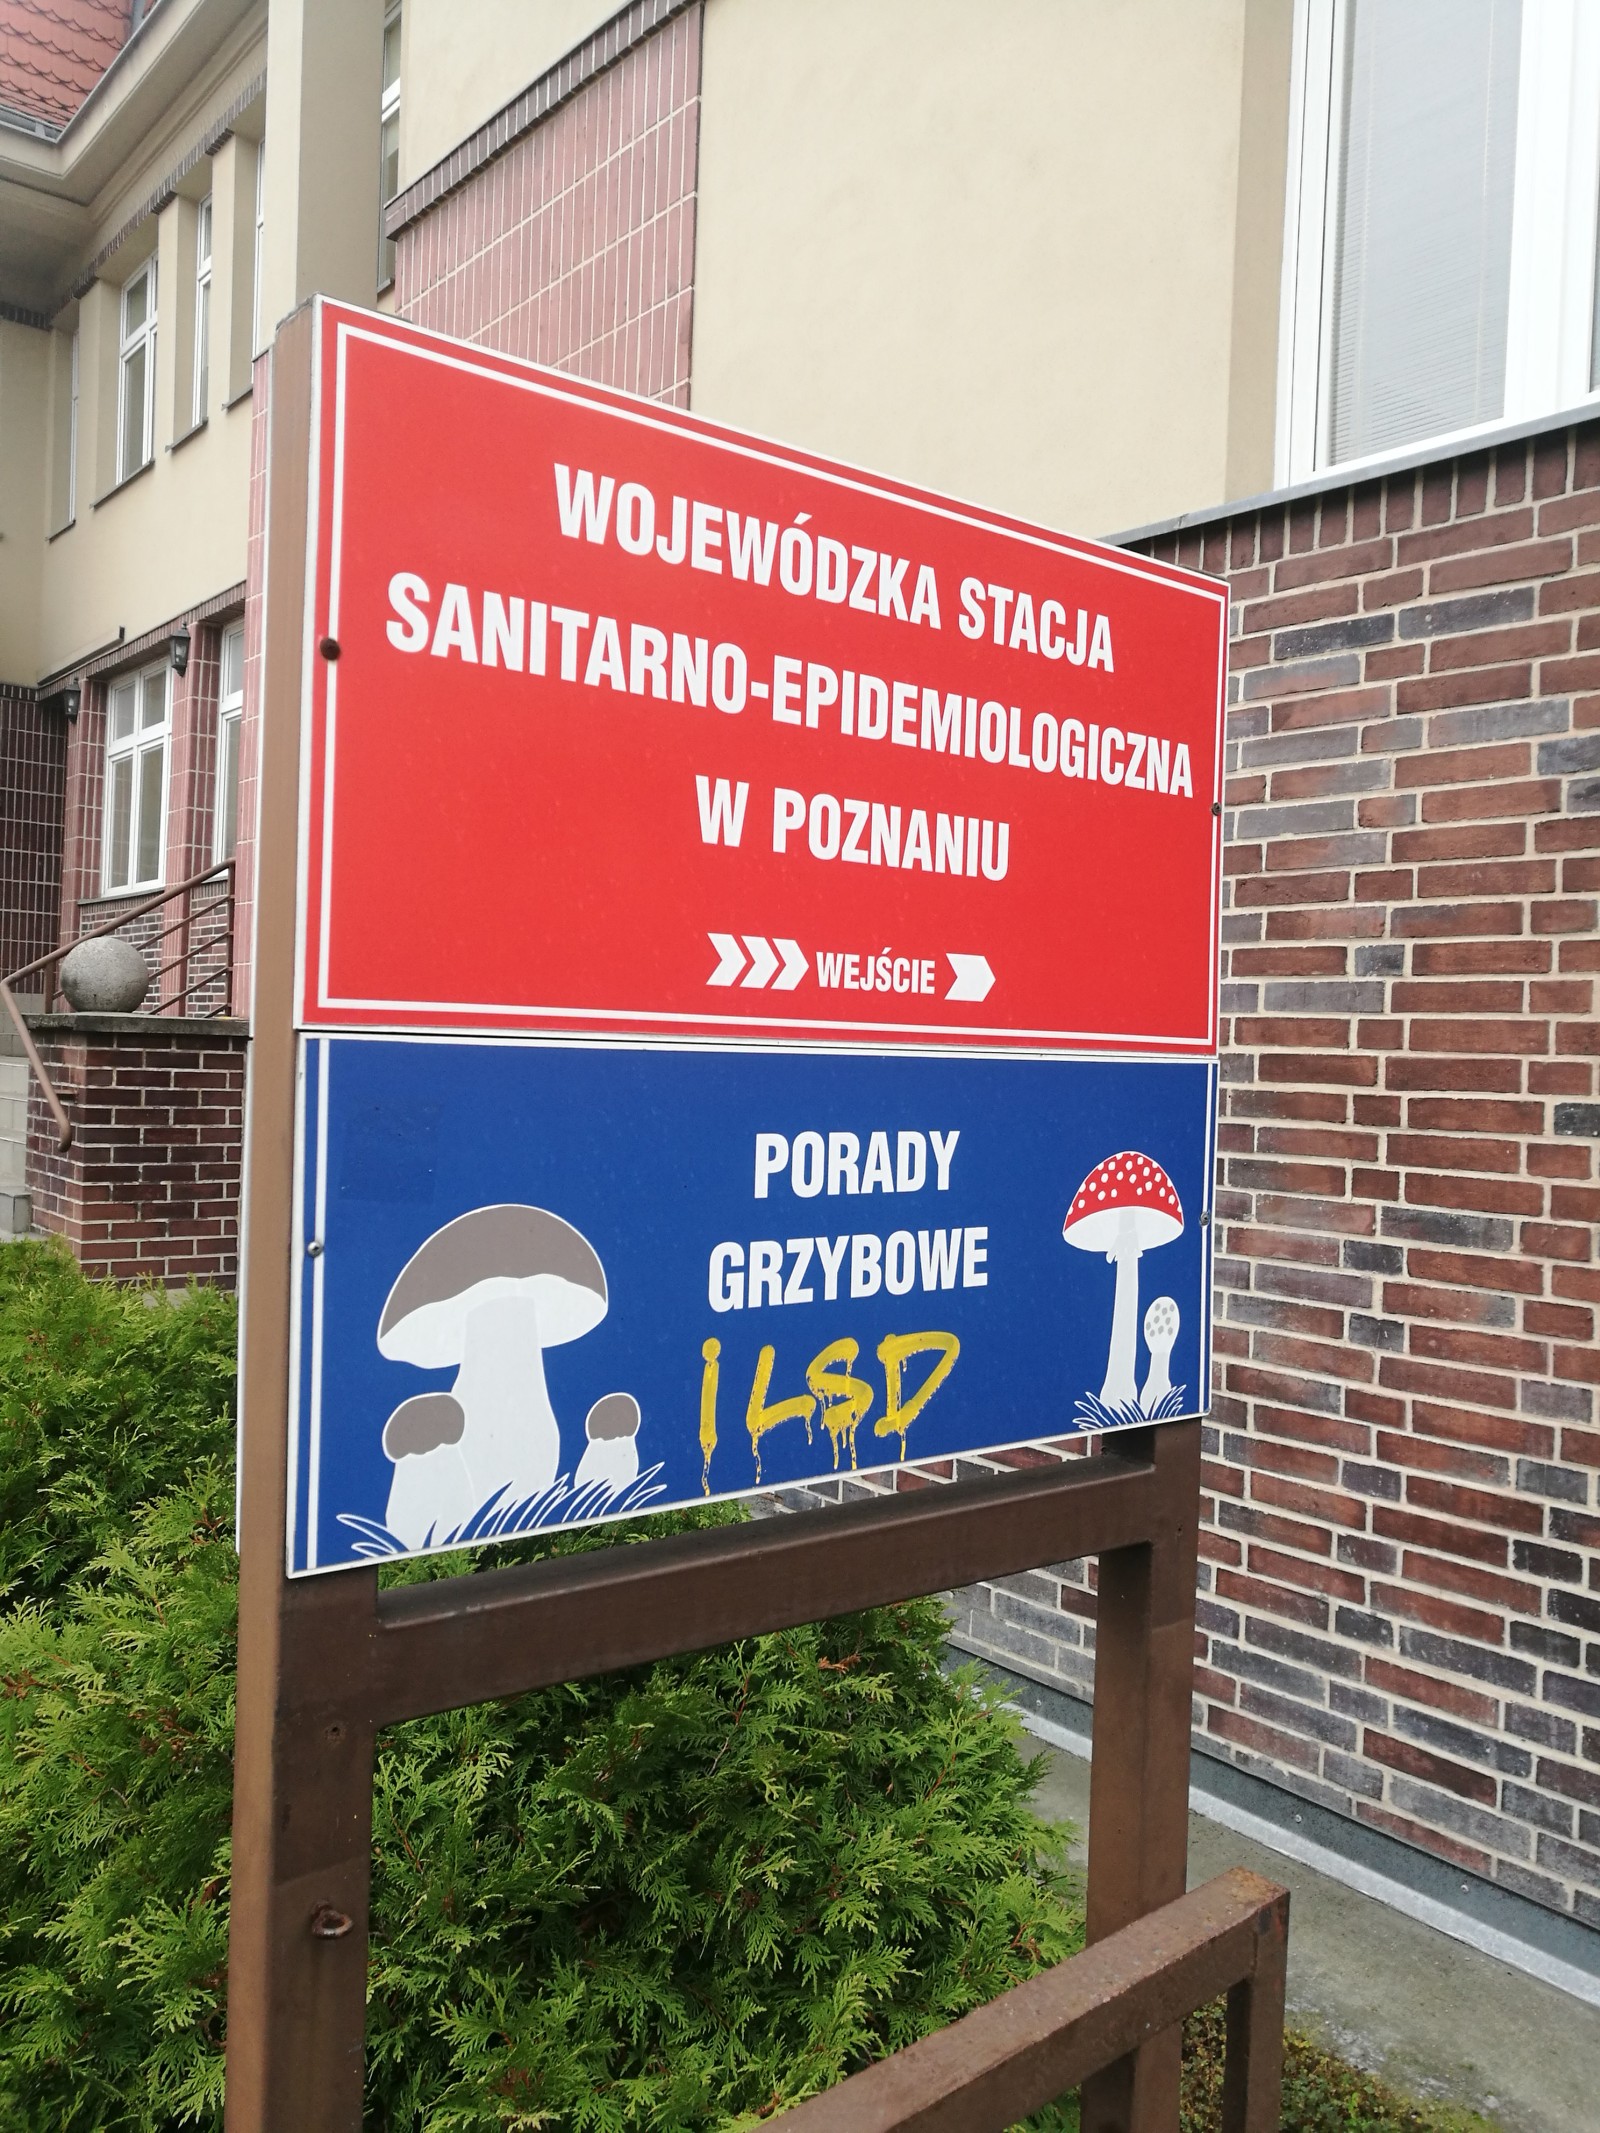 WOJEWÓDZKA STACJA
SANITARNO-EPIDEMIOLOGICZNA
W POZNANIU
WEJŚCIE
PORADY
GRZYBOWE
i LSD